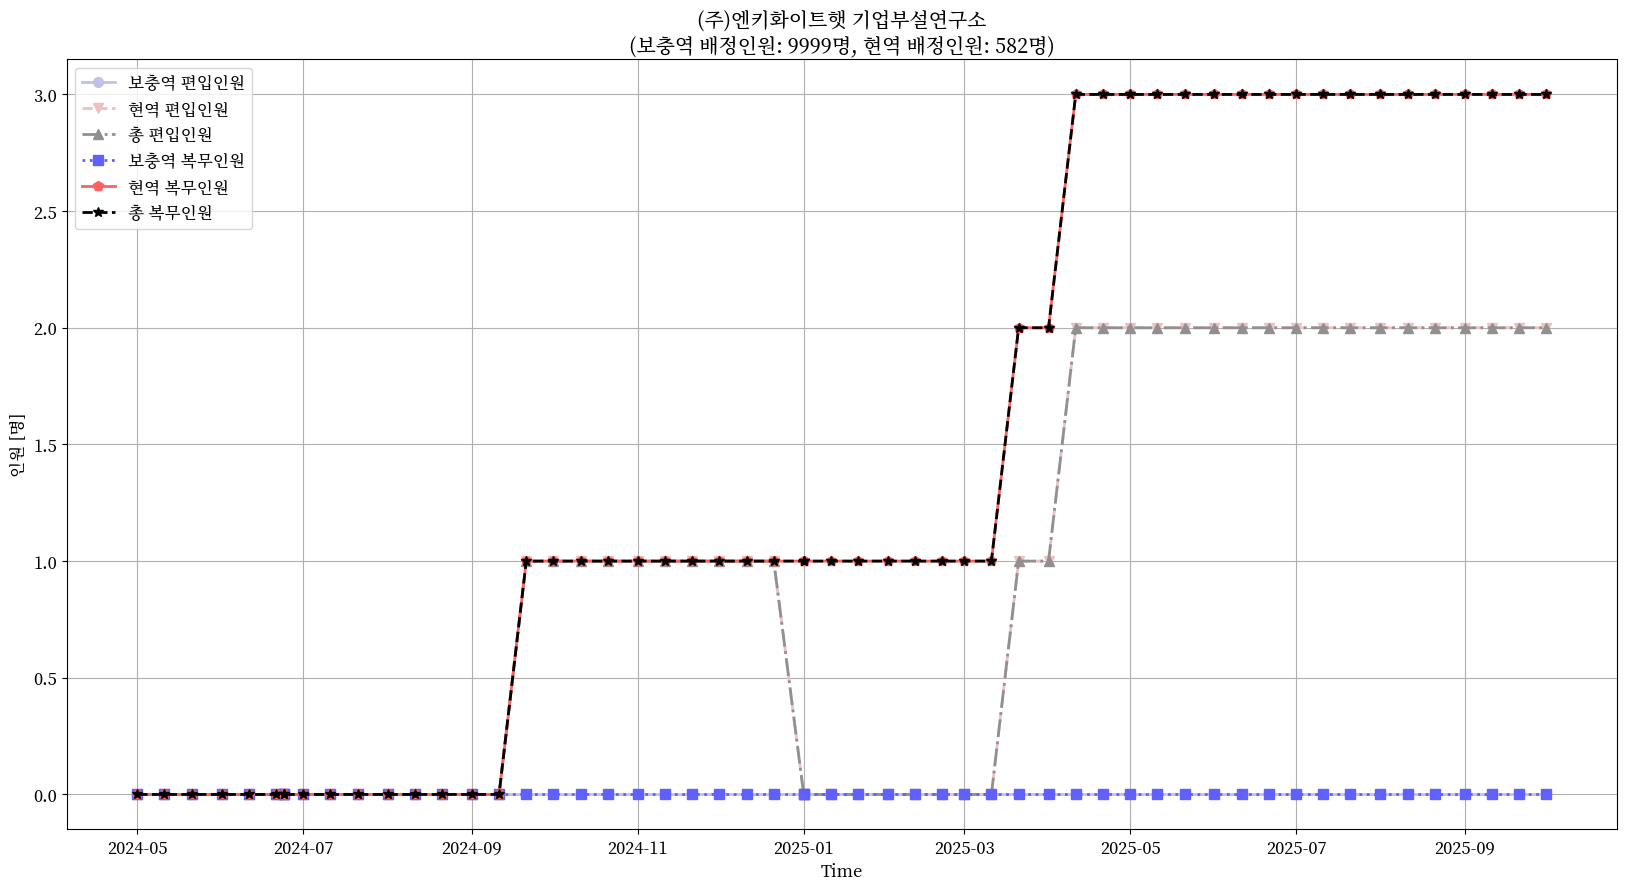 (주)엔키화이트햇 기업부설연구소
(보충역 배정인원: 9999명, 현역 배정인원: 582명)
보충역 편입인원
현역 편입인원
총 편입인원
보충역 복무인원
현역 복무인원
총 복무인원
인원 [명]
3.0
2.5
2.0
1.5
1.0
0.5
0.0
2024-05
2024-07
2024-09
2024-11
2025-01
2025-03
2025-05
2025-07
2025-09
Time